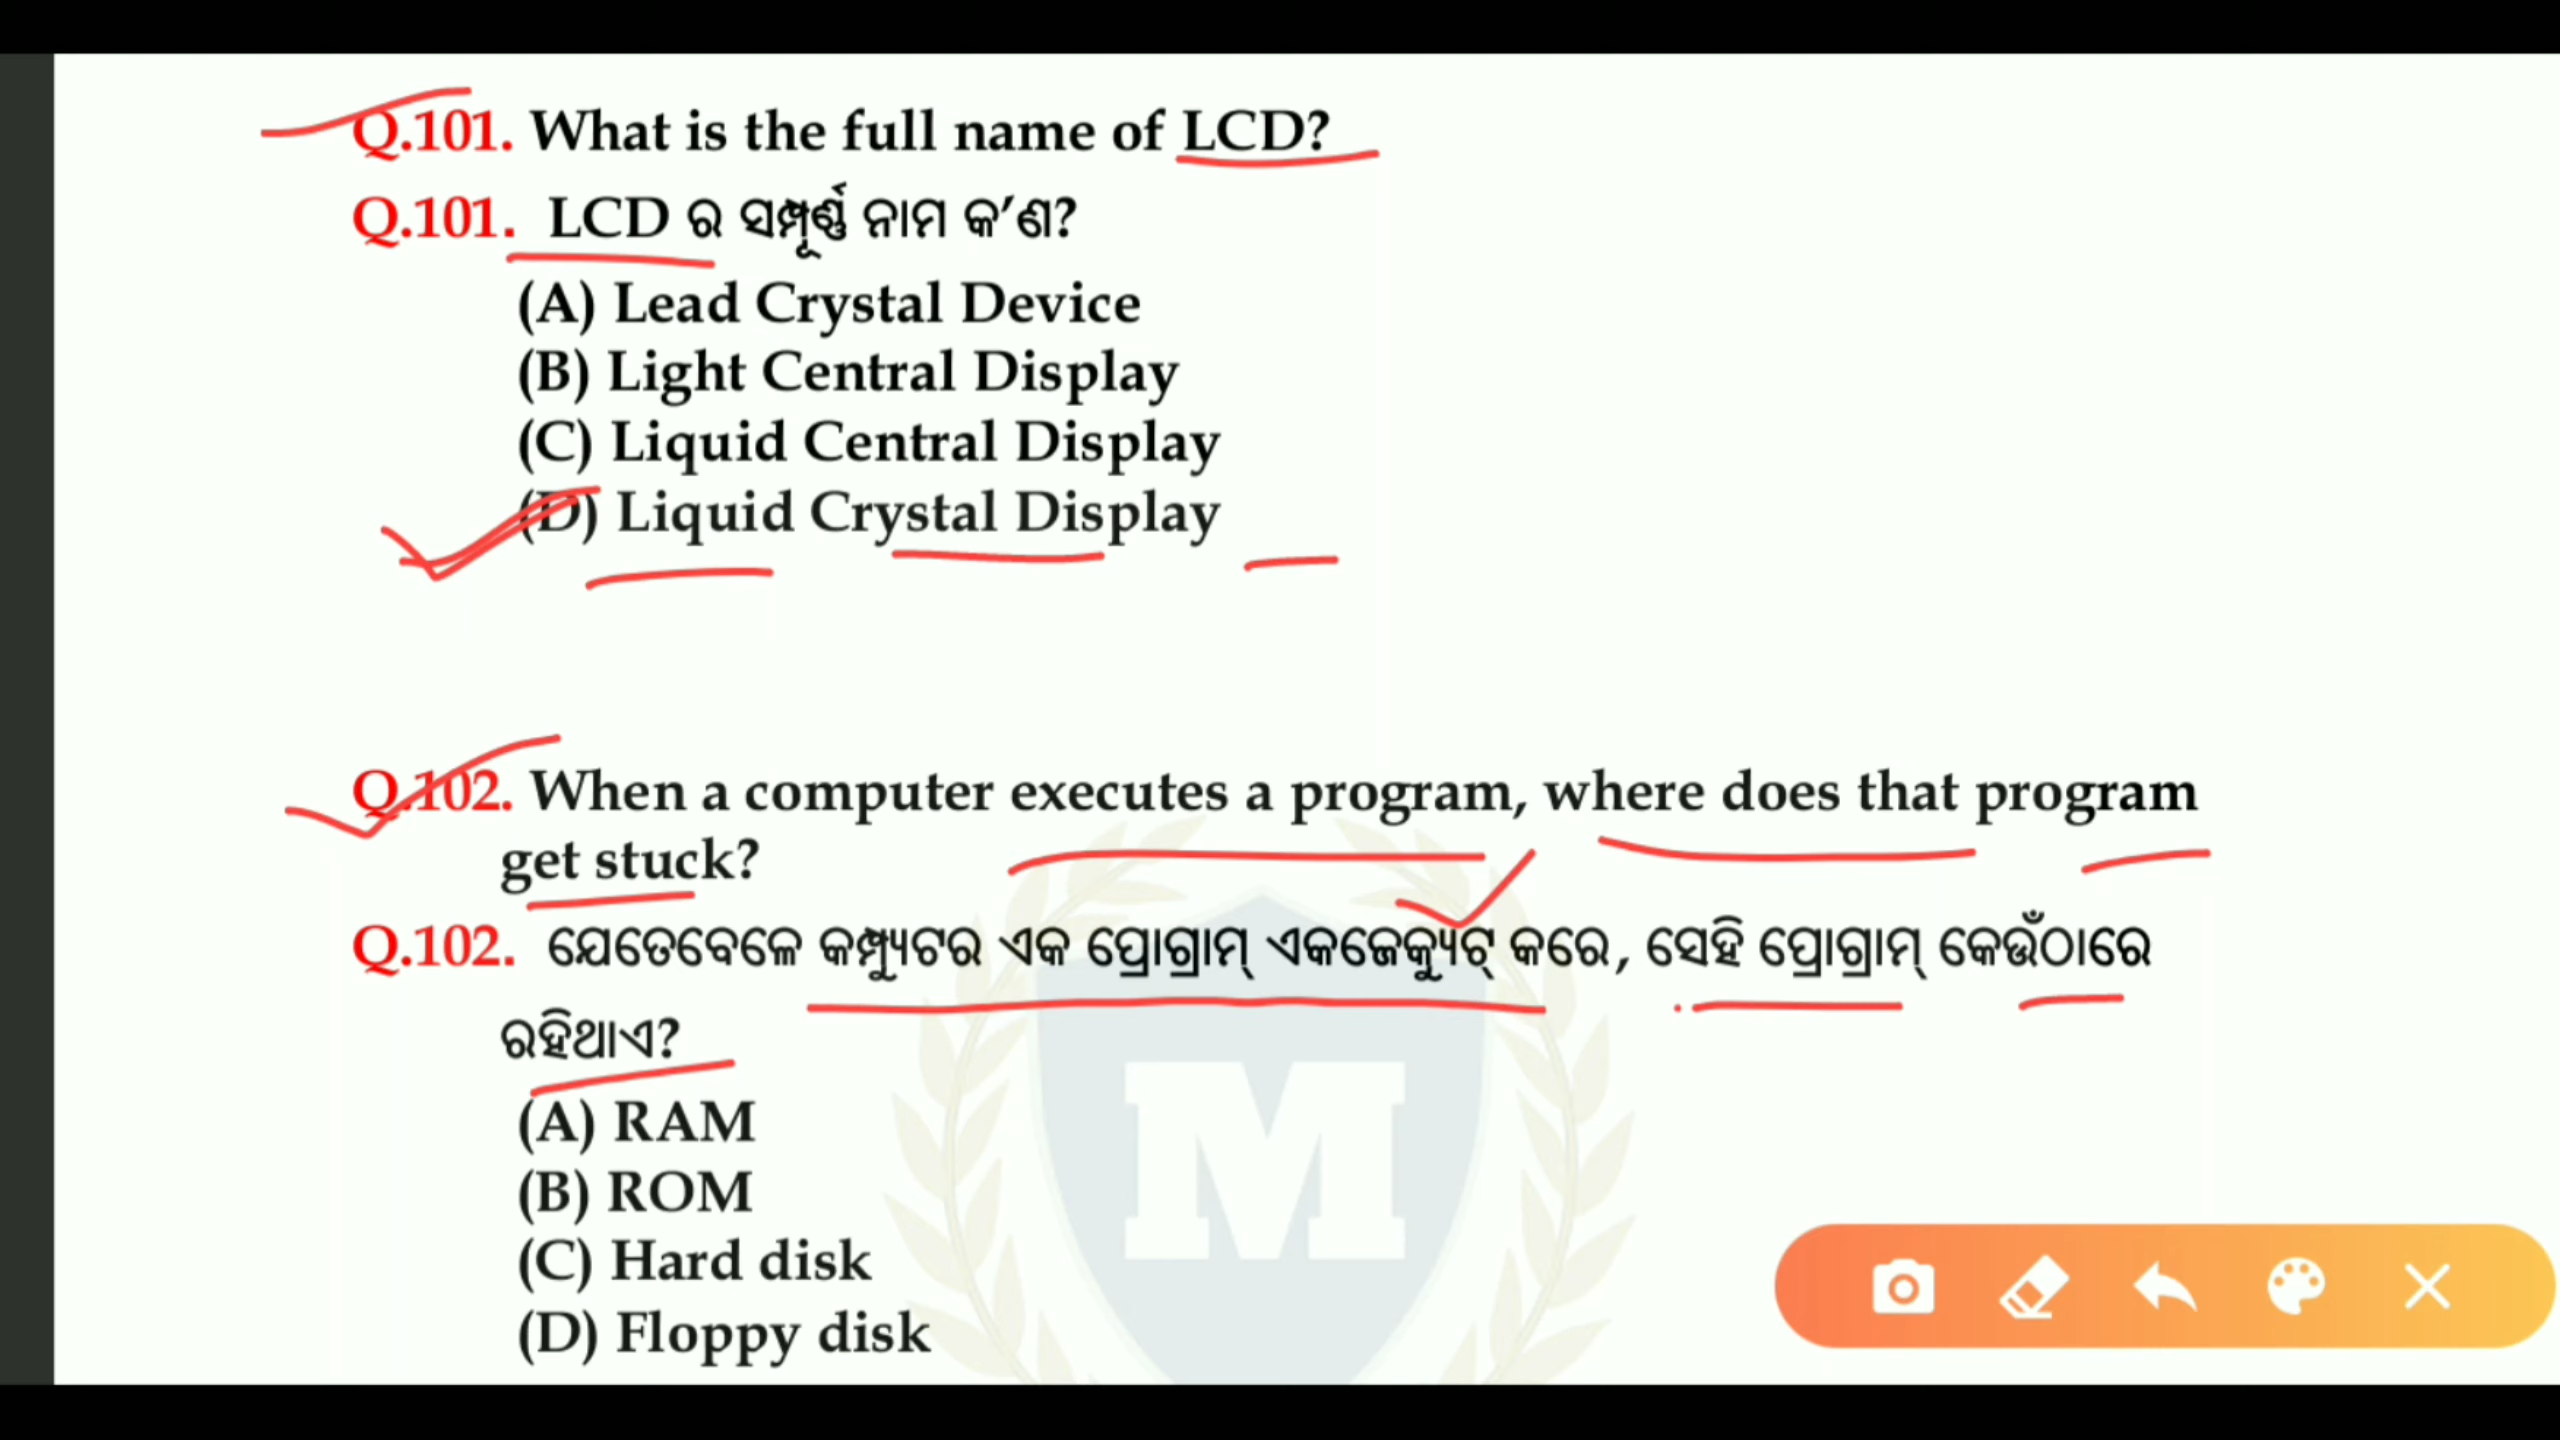 Q.101. What is the full name of LCD?
Q.101. LCD ର ସମ୍ପୂର୍ଣ୍ଣ ନାମ କ'ଣ?
(A) Lead Crystal Device
(B) Light Central Display
(C) Liquid Central Display
(D) Liquid Crystal Display
Q.102. When a computer executes a program, where does that program
get stuck?
Q.102. ଯେତେବେଳେ କମ୍ପ୍ୟୁଟର ଏକ ପ୍ରୋଗ୍ରାମ୍ ଏକଜେକ୍ୟୁଟ୍ କରେ, ସେହି ପ୍ରୋଗ୍ରାମ୍ କେଉଁଠାରେ
ରହିଥାଏ?
(A) RAM
(B) ROM
(C) Hard disk
(D) Floppy disk
M